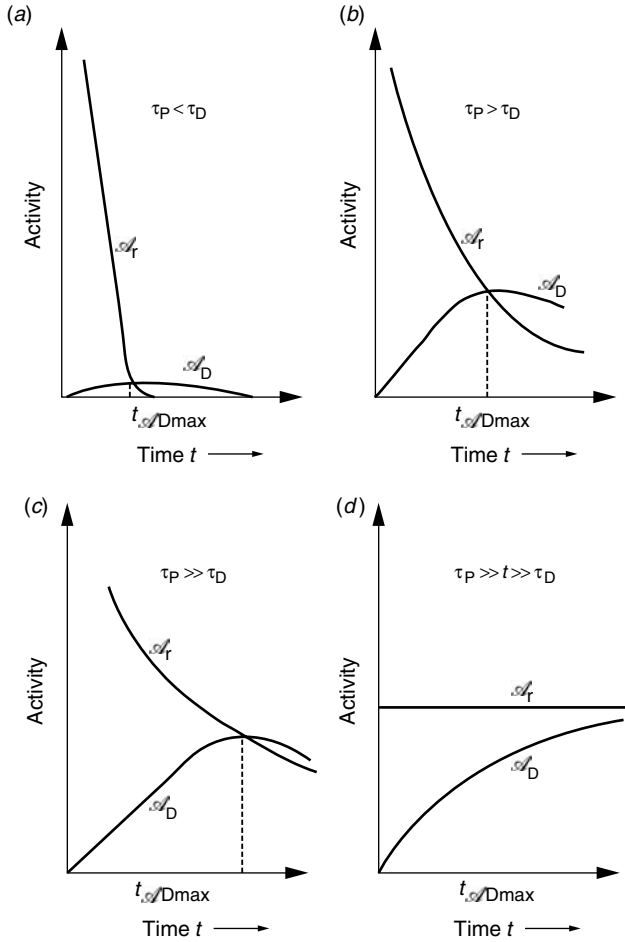 (a)
Activity
τP < τD
𝒜r
𝒜D
t𝒜Dmax
Time t
(b)
Activity
τP > τD
𝒜r
𝒜D
t𝒜Dmax
Time t
(c)
Activity
τP >> τD
𝒜r
𝒜D
t𝒜Dmax
Time t
(d)
Activity
τP >> t >> τD
𝒜r
𝒜D
t𝒜Dmax
Time t